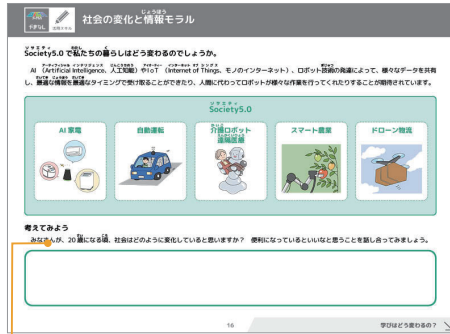 社会の変化と情報モラル
Society5.0 で私たちの暮らしはどう変わるのでしょうか。
AI（Artificial Intelligence、人工知能）やIoT（Internet of Things、モノのインターネット）、ロボット技術の発達によって、様々なデータを共有
し、最適な情報を最適なタイミングで受け取ることができたり、人間に代わってロボットが様々な作業を行ってくれたりすることが期待されています。
Society5.0
AI 家電
自動運転
介護ロボット
遠隔医療
スマート農業
ドローン物流
考えてみよう
みなさんが、20 歳になる頃、社会はどのように変化していると思いますか？ 便利になっているといいなと思うことを話し合ってみましょう。
16
学びはどう変わるの？